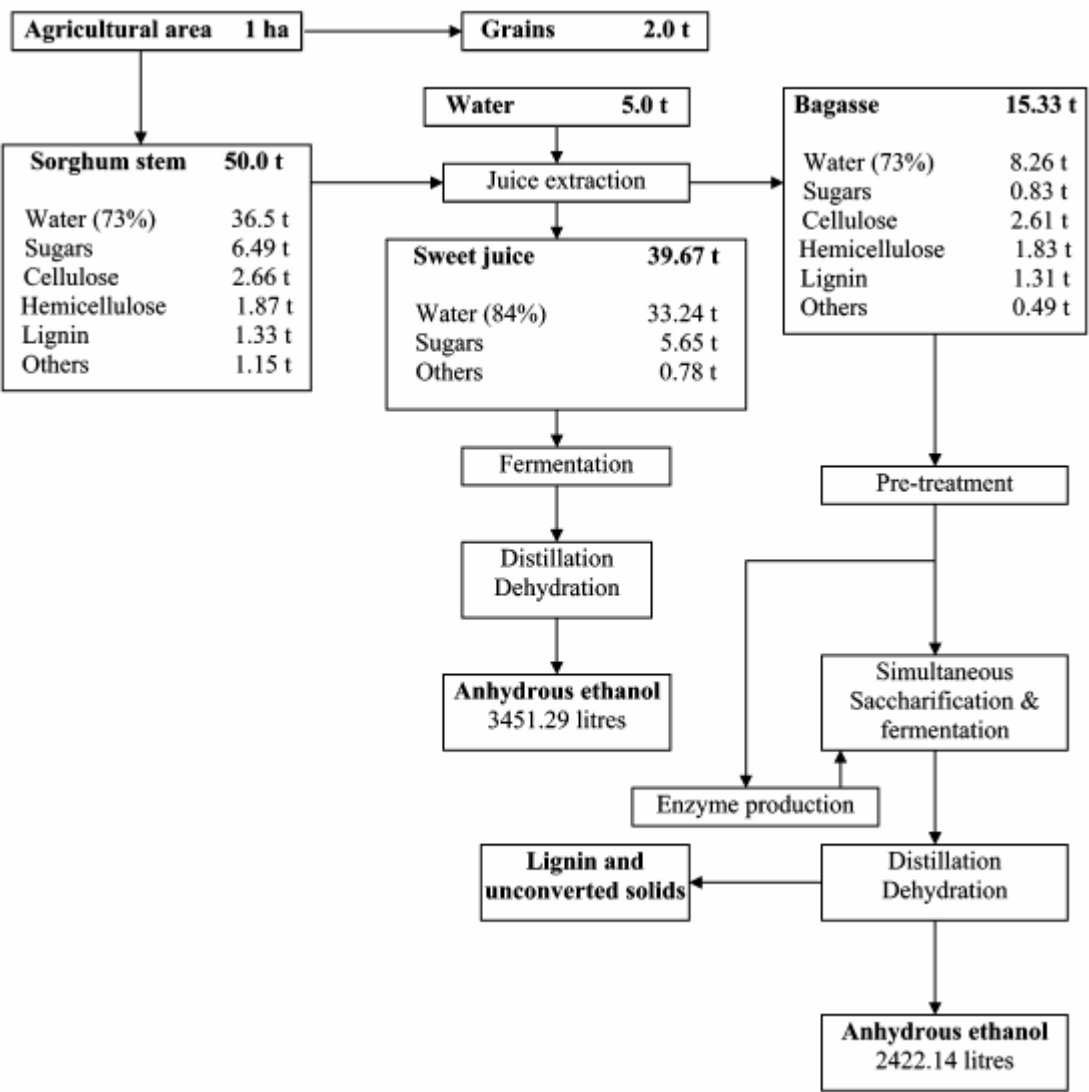 Agricultural area 1 ha
Grains 2.0 t
Water 5.0 t
Bagasse 15.33 t
Water (73%) 8.26 t
Sugars 0.83 t
Cellulose 2.61 t
Hemicellulose 1.83 t
Lignin 1.31 t
Others 0.49 t
Sorghum stem 50.0 t
Water (73%) 36.5 t
Sugars 6.49 t
Cellulose 2.66 t
Hemicellulose 1.87 t
Lignin 1.33 t
Others 1.15 t
Juice extraction
Sweet juice 39.67 t
Water (84%) 33.24 t
Sugars 5.65 t
Others 0.78 t
Fermentation
Pre-treatment
Distillation
Dehydration
Anhydrous ethanol
3451.29 litres
Simultaneous
Saccharification &
fermentation
Enzyme production
Lignin and
unconverted solids
Distillation
Dehydration
Anhydrous ethanol
2422.14 litres